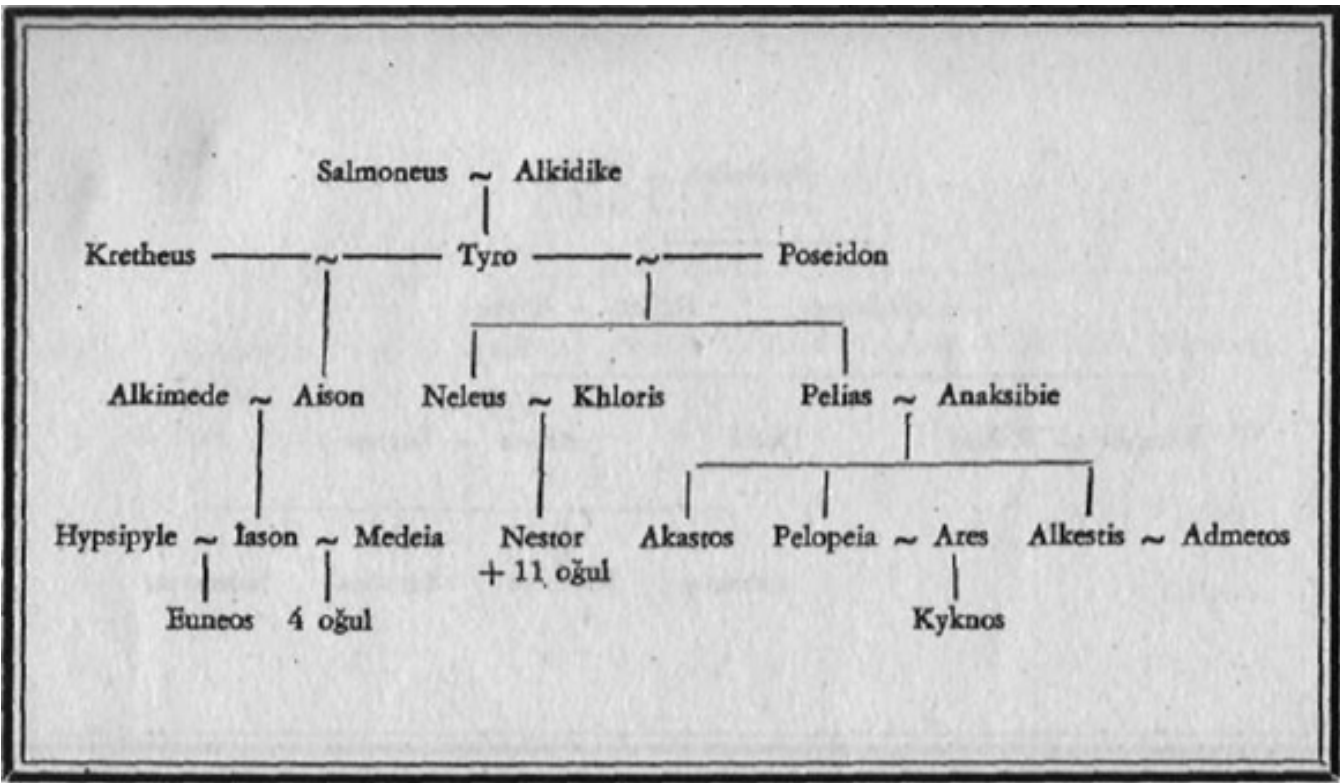 Salmoneus ~ Alkidike
Kretheus ~ Tyro ~ Poseidon
Alkimede ~ Aison Neleus ~ Khloris Pelias ~ Anaksibie
Hypsipyle ~ İason ~ Medeia Nestor Akastos Pelopeia ~ Ares Alkestis ~ Admetos
+ 11 oğul
Euneos 4 oğul Kyknos